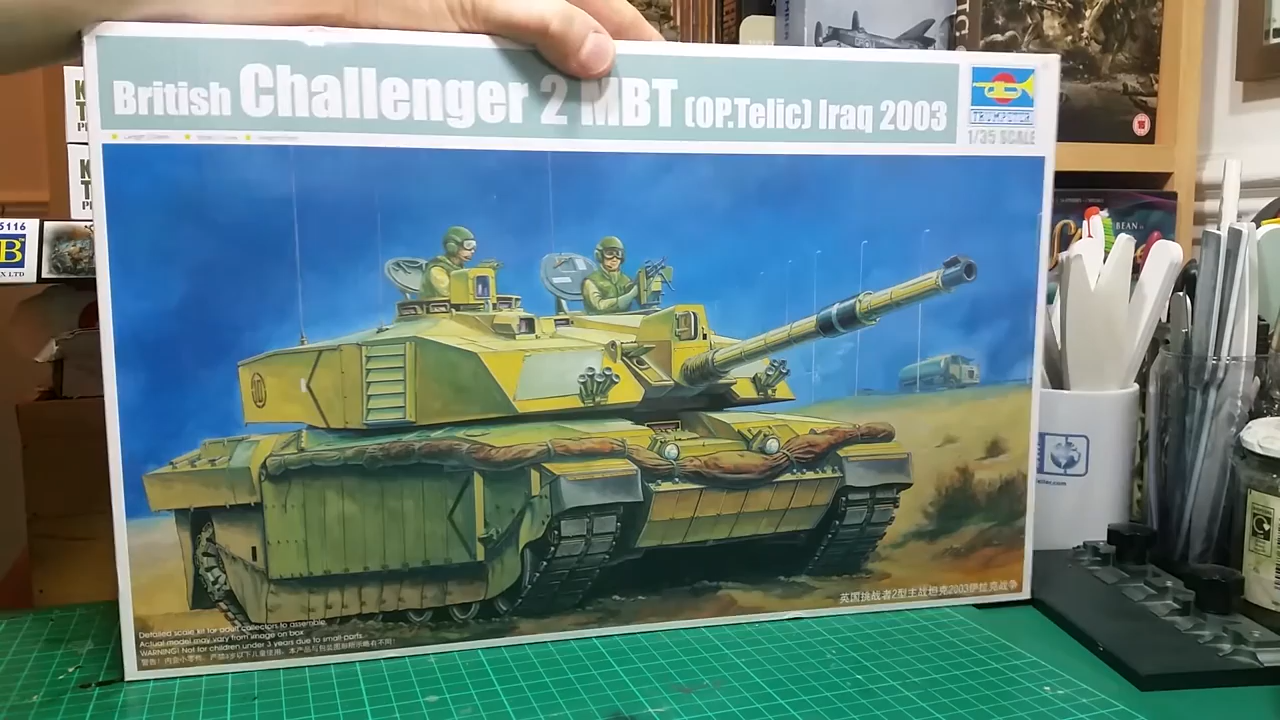 British Challenger 2 MBT (OP.Telic) Iraq 2003
TRUMPETER
1/35 SCALE
5116
B
X LTD
BEAN
英国挑战者2型主战坦克2003伊拉克战争
Detailed scale kit for adult collectors to assemble.
Actual model may vary from image on box.
WARNING! Not for children under 3 years due to small parts.